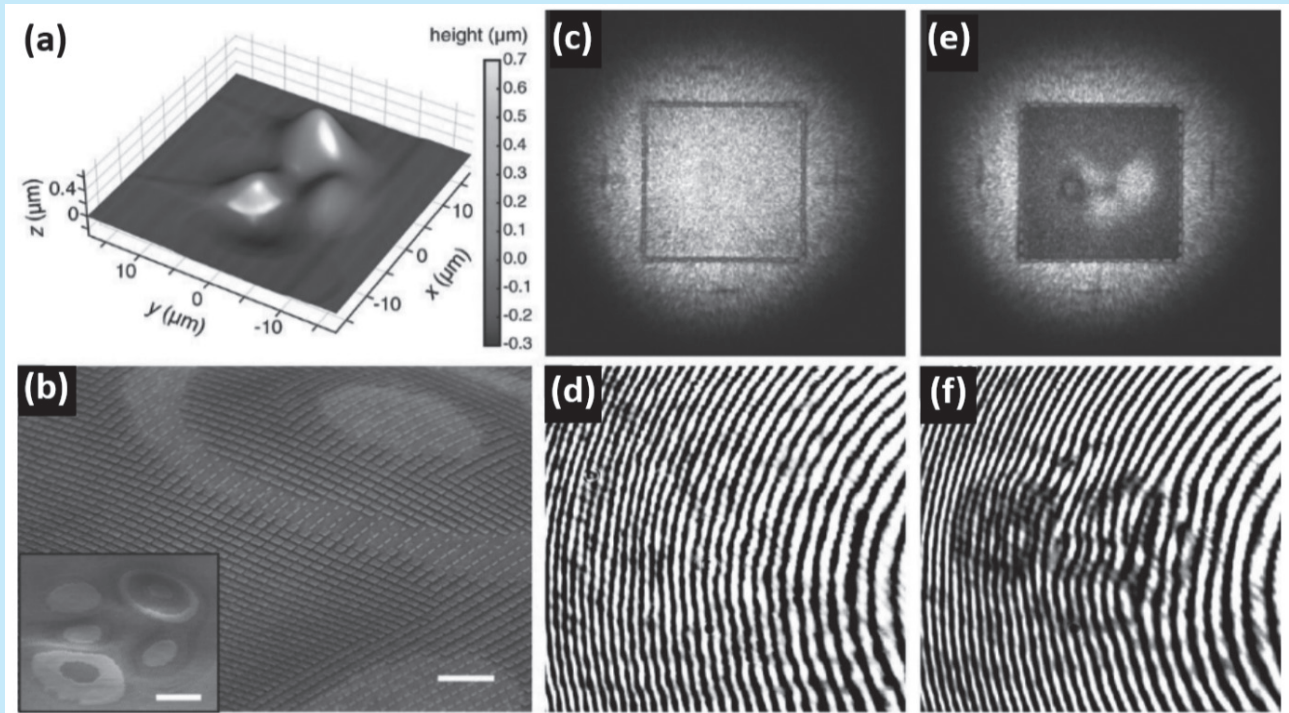 (a)
height (μm)
0.7
0.6
0.5
0.4
0.3
0.2
0.1
0.0
-0.1
-0.2
-0.3
z (μm)
0.4
0
10
0
-10
y (μm)
-10
0
10
x (μm)
(b)
(c)
(d)
(e)
(f)